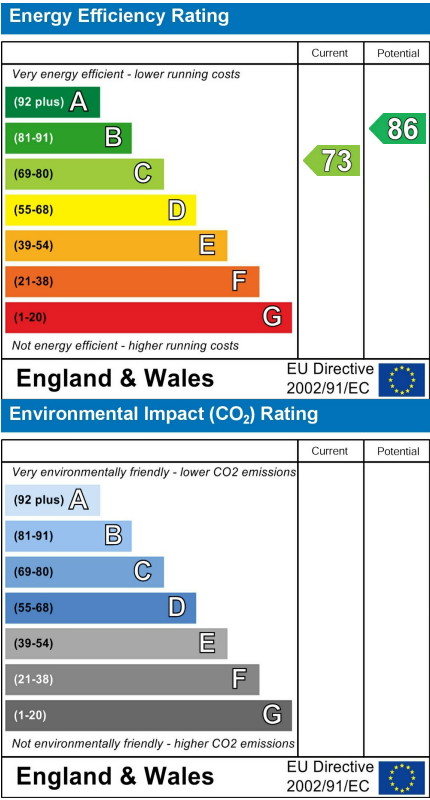 Energy Efficiency Rating
Current Potential
Very energy efficient - lower running costs
(92 plus) A
(81-91) B
(69-80) C
(55-68) D
(39-54) E
(21-38) F
(1-20) G
73
86
Not energy efficient - higher running costs
England & Wales
EU Directive
2002/91/EC
Environmental Impact (CO₂) Rating
Current Potential
Very environmentally friendly - lower CO2 emissions
(92 plus) A
(81-91) B
(69-80) C
(55-68) D
(39-54) E
(21-38) F
(1-20) G
Not environmentally friendly - higher CO2 emissions
England & Wales
EU Directive
2002/91/EC